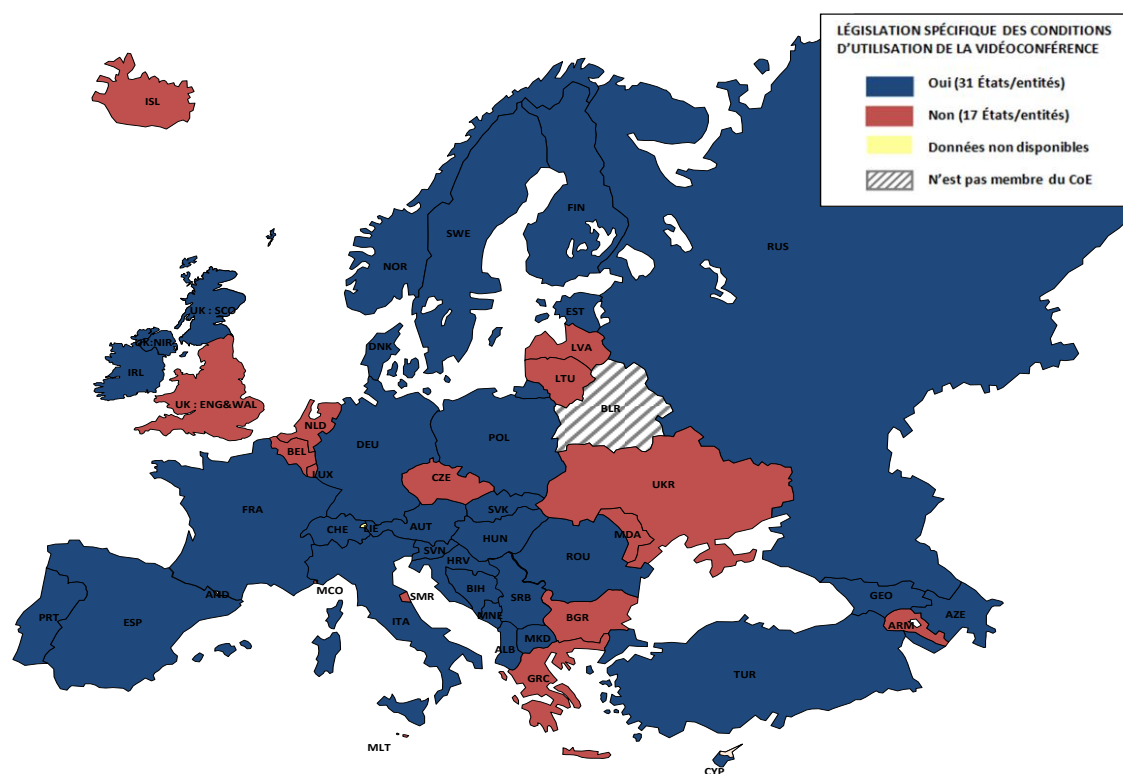 LÉGISLATION SPÉCIFIQUE DES CONDITIONS
D'UTILISATION DE LA VIDÉOCONFÉRENCE
Oui (31 États/entités)
Non (17 États/entités)
Données non disponibles
N'est pas membre du CoE
ISL
FIN
SWE
RUS
NOR
UK : SCO
EST
UK:NIR
DNK
LVA
IRL
LTU
UK : ENG&WAL
BLR
NLD
POL
DEU
BEL
LUX
CZE
UKR
FRA
SVK
CHE
LIE
AUT
MDA
HUN
SVN
ROU
HRV
MCO
BIH
AND
SMR
SRB
GEO
PRT
ESP
ITA
MNE
BGR
AZE
ARM
MKD
ALB
TUR
GRC
MLT
CYP